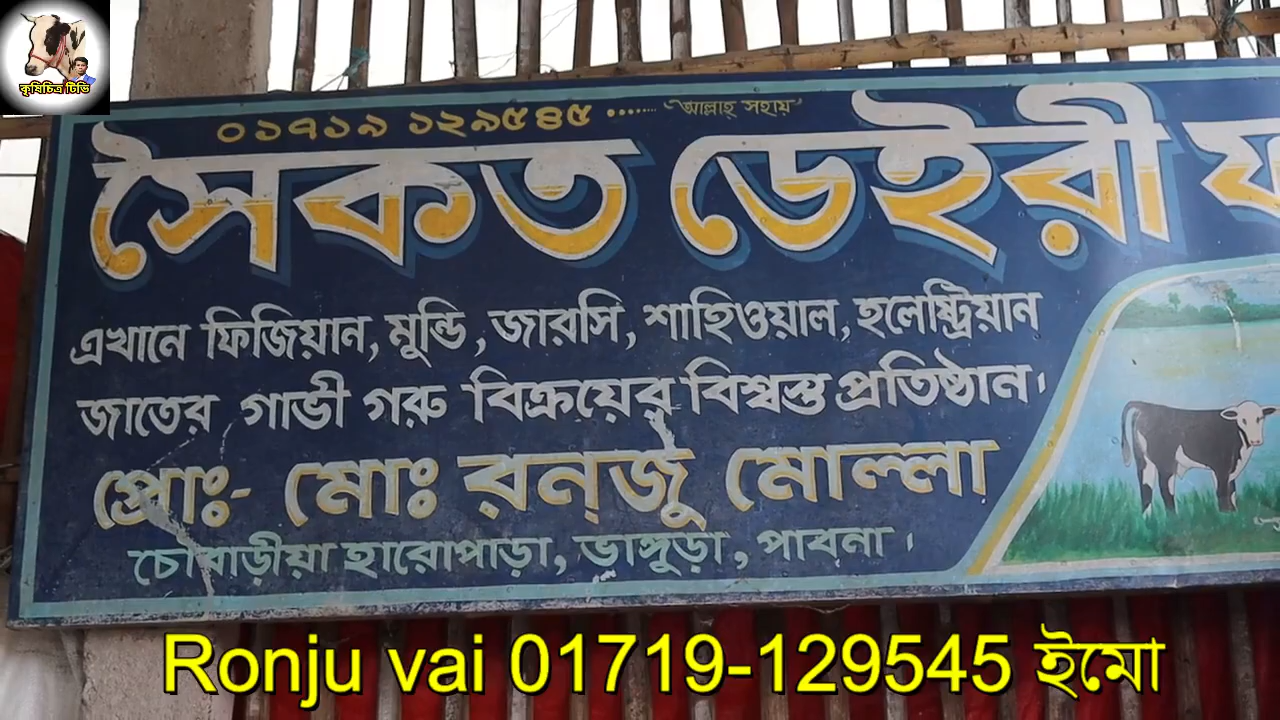 কৃষিচিত্র টিভি
০১৭১৯ ১২৯৫৪৫ ........ আল্লাহ্ সহায়
সৈকত ডেইরী ফ
এখানে ফিজিয়ান, মুন্ডি, জারসি, শাহিওয়াল, হলেষ্ট্রিয়ান
জাতের গাভী গরু বিক্রয়ের বিশ্বস্ত প্রতিষ্ঠান।
প্রোঃ- মোঃ রন্জু মোল্লা
চৌবাড়ীয়া হারোপাড়া, ভাঙ্গুড়া, পাবনা।
Ronju vai 01719-129545 ইমো